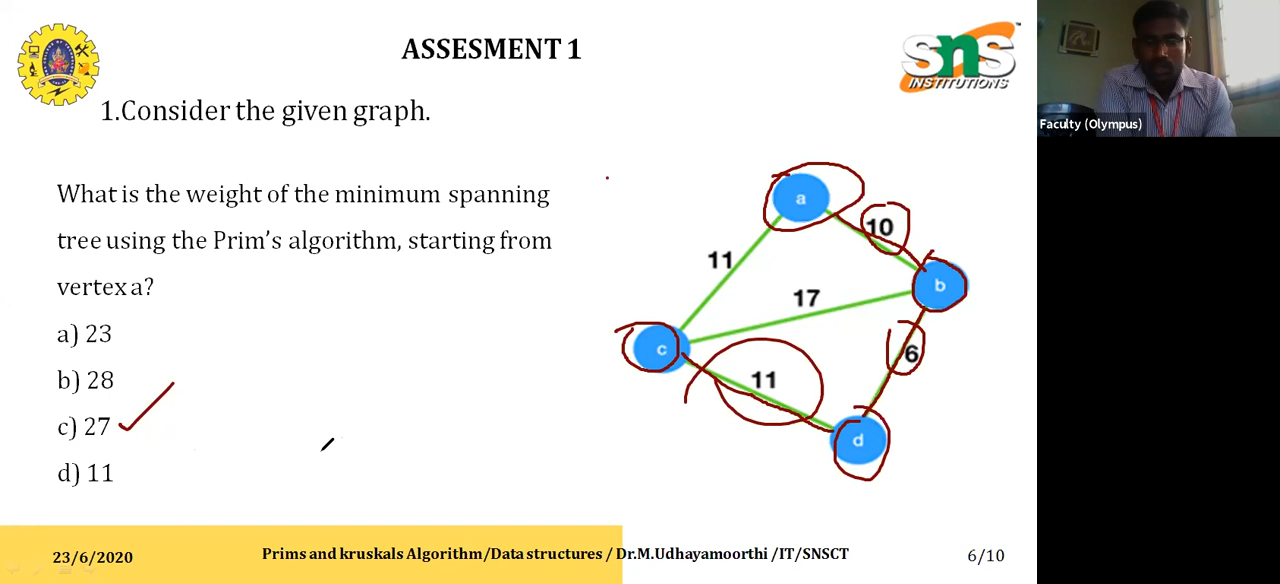 ASSESMENT 1
sns
INSTITUTIONS
Faculty (Olympus)
1.Consider the given graph.
What is the weight of the minimum spanning
tree using the Prim's algorithm, starting from
vertex a?
a) 23
b) 28
c) 27
d) 11
a
10
11
b
17
c
6
11
d
23/6/2020
Prims and kruskals Algorithm/Data structures / Dr.M.Udhayamoorthi /IT/SNSCT
6/10